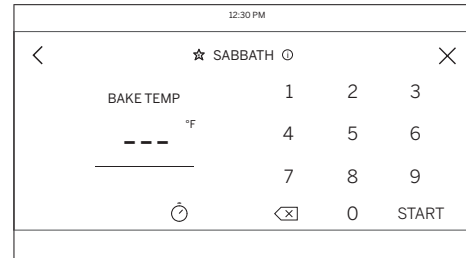 12:30 PM
SABBATH
BAKE TEMP
--- °F
1 2 3
4 5 6
7 8 9
0 START